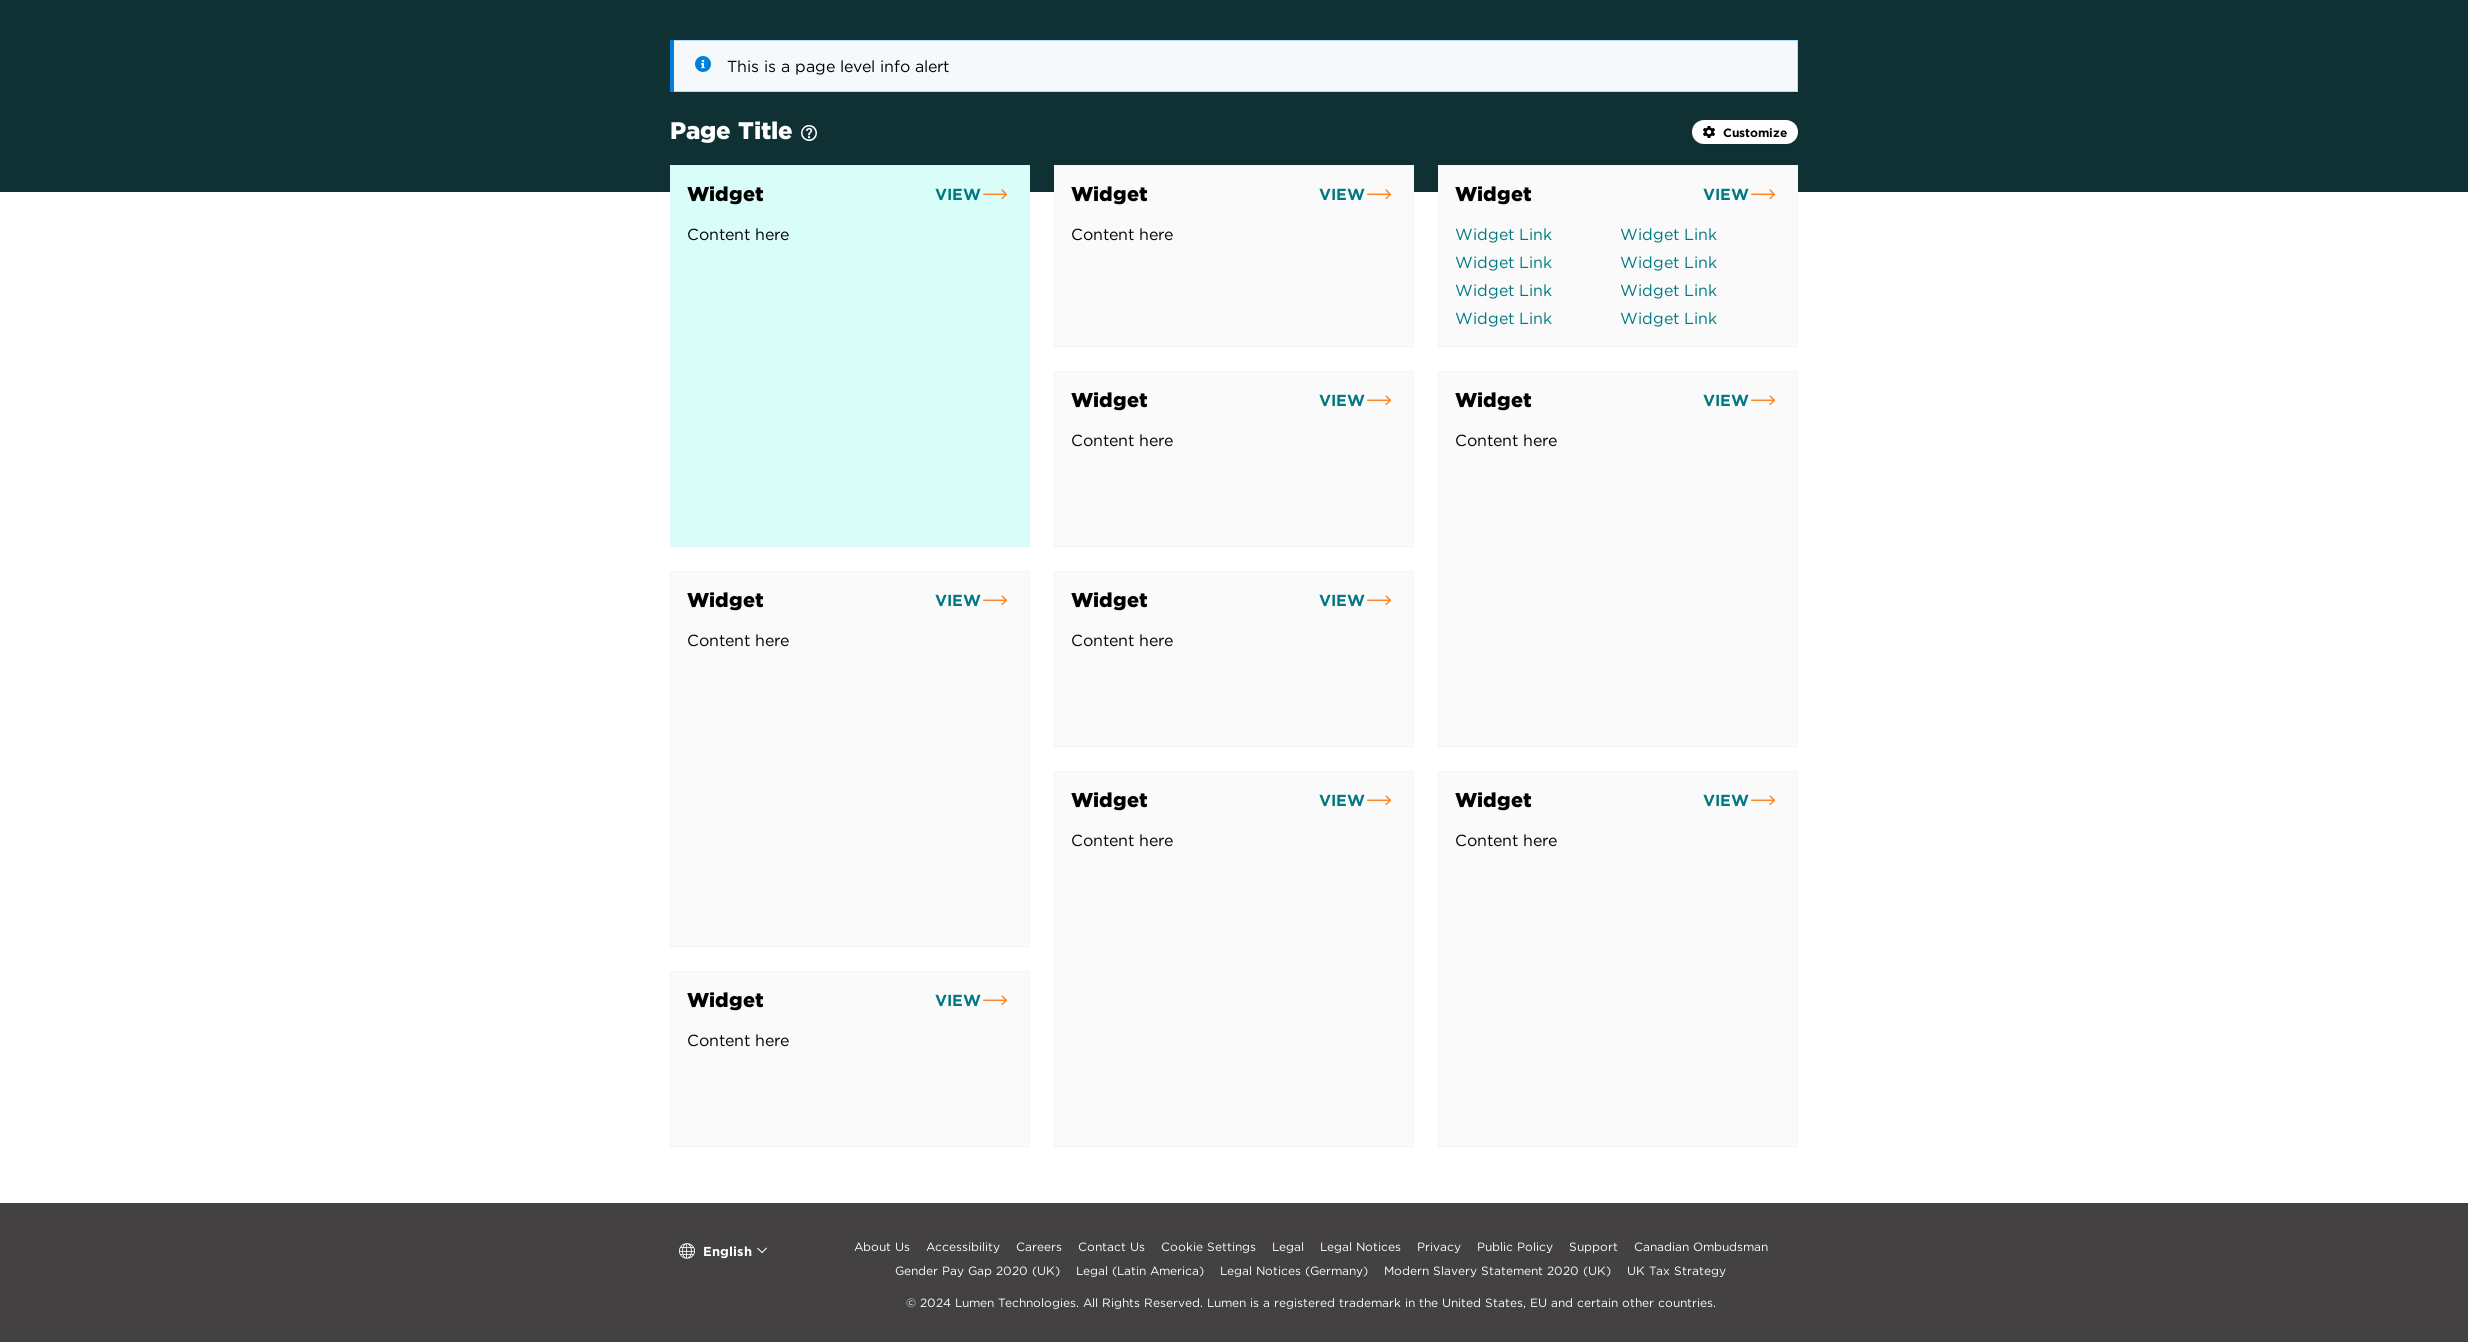 This is a page level info alert
Page Title
Customize
Widget VIEW
Content here
Widget VIEW
Content here
Widget VIEW
Widget Link Widget Link
Widget Link Widget Link
Widget Link Widget Link
Widget Link Widget Link
Widget VIEW
Content here
Widget VIEW
Content here
Widget VIEW
Content here
Widget VIEW
Content here
Widget VIEW
Content here
Widget VIEW
Content here
Widget VIEW
Content here
English
About Us Accessibility Careers Contact Us Cookie Settings Legal Legal Notices Privacy Public Policy Support Canadian Ombudsman
Gender Pay Gap 2020 (UK) Legal (Latin America) Legal Notices (Germany) Modern Slavery Statement 2020 (UK) UK Tax Strategy
© 2024 Lumen Technologies. All Rights Reserved. Lumen is a registered trademark in the United States, EU and certain other countries.